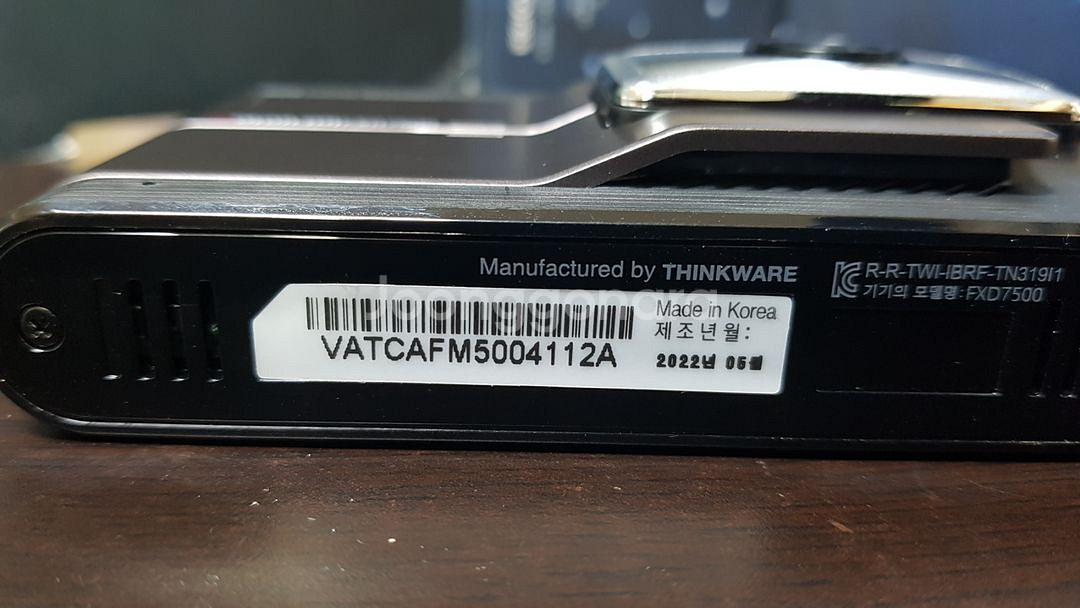 Manufactured by THINKWARE
R-R-TWI-IBRF-TN319I1
기기의 모델명:FXD7500
Joonggonara
Made in Korea
제조년월:
VATCAFM5004112A
2022년 05월